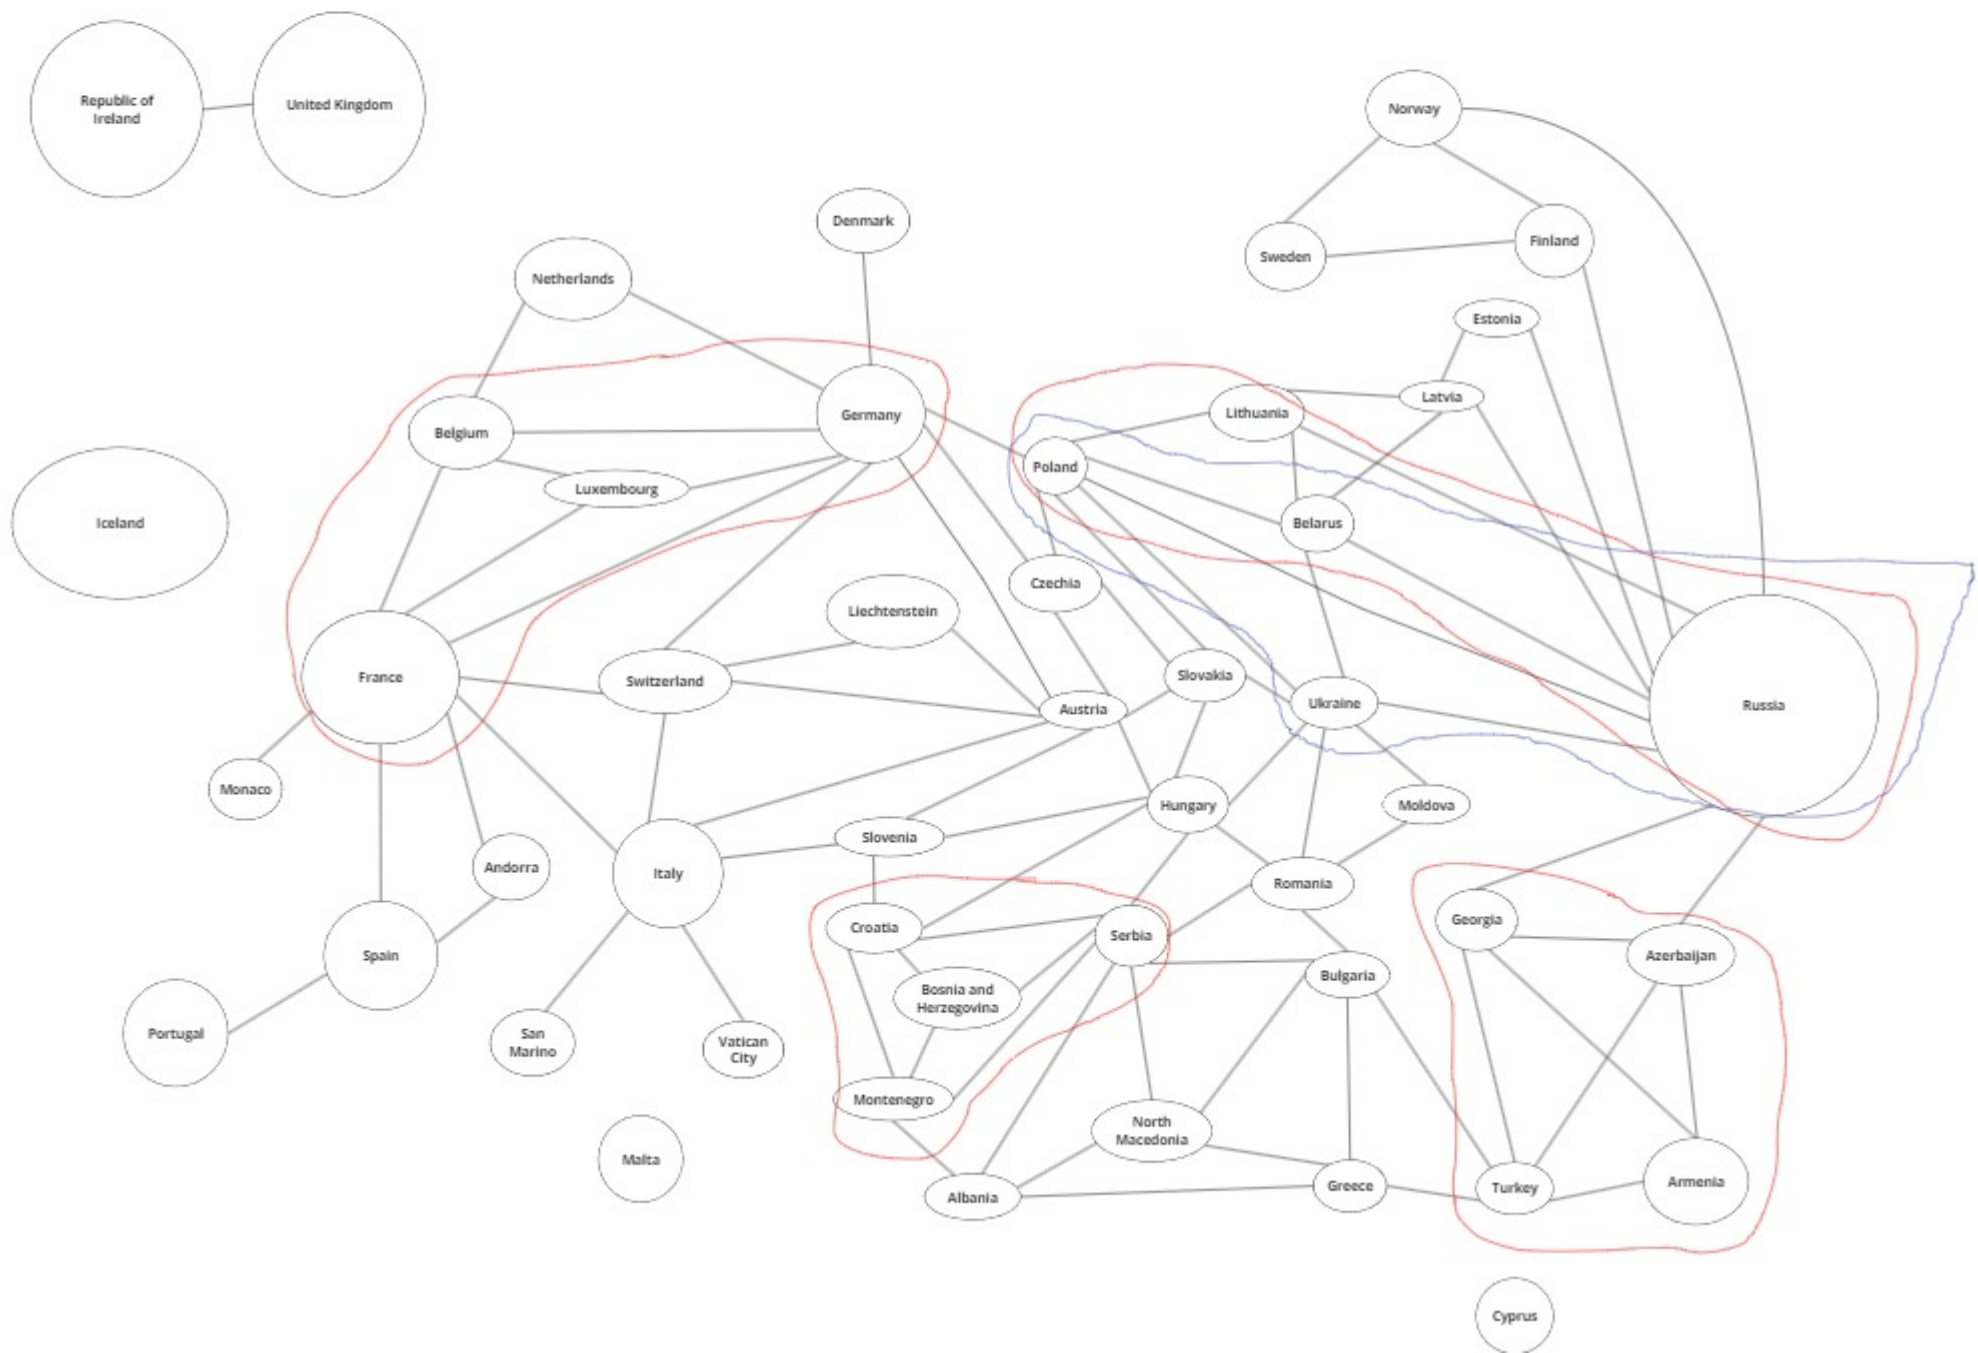 Republic of
Ireland
United Kingdom
Norway
Denmark
Finland
Sweden
Netherlands
Estonia
Latvia
Lithuania
Germany
Belgium
Poland
Luxembourg
Iceland
Belarus
Czechia
Liechtenstein
France
Switzerland
Slovakia
Austria
Ukraine
Russia
Monaco
Hungary
Moldova
Slovenia
Andorra
Italy
Romania
Georgia
Croatia
Serbia
Spain
Azerbaijan
Bulgaria
Bosnia and
Herzegovina
Portugal
San
Marino
Vatican
City
Montenegro
North
Macedonia
Malta
Albania
Greece
Turkey
Armenia
Cyprus